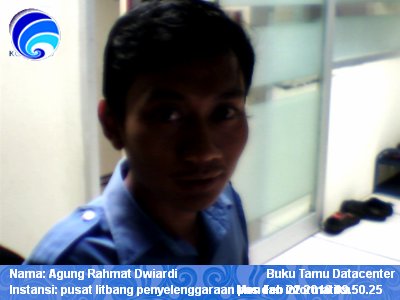 Nama: Agung Rahmat Dwiardi
Buku Tamu Datacenter
Instansi: pusat litbang penyelenggaraan